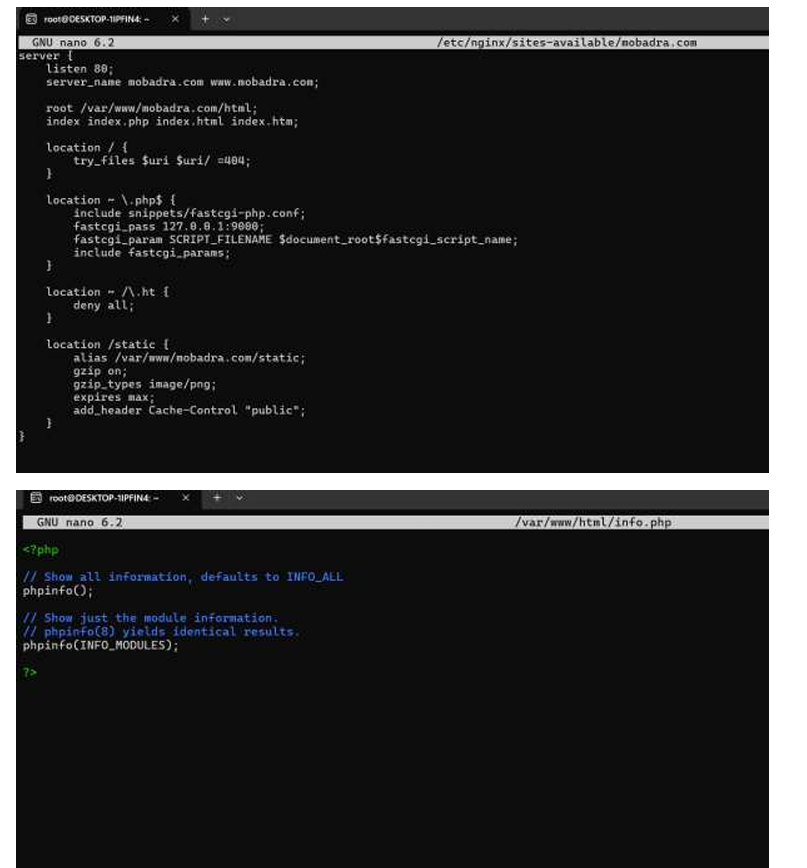 root@DESKTOP-1IPFIN4: ~ × + ⌄
GNU nano 6.2 /etc/nginx/sites-available/mobadra.com
server {
    listen 80;
    server_name mobadra.com www.mobadra.com;

    root /var/www/mobadra.com/html;
    index index.php index.html index.htm;

    location / {
        try_files $uri $uri/ =404;
    }

    location ~ \.php$ {
        include snippets/fastcgi-php.conf;
        fastcgi_pass 127.0.0.1:9000;
        fastcgi_param SCRIPT_FILENAME $document_root$fastcgi_script_name;
        include fastcgi_params;
    }

    location ~ /\.ht {
        deny all;
    }

    location /static {
        alias /var/www/mobadra.com/static;
        gzip on;
        gzip_types image/png;
        expires max;
        add_header Cache-Control "public";
    }
}
root@DESKTOP-1IPFIN4: ~ × + ⌄
GNU nano 6.2 /var/www/html/info.php
<?php
// Show all information, defaults to INFO_ALL
phpinfo();
// Show just the module information.
// phpinfo(8) yields identical results.
phpinfo(INFO_MODULES);
?>